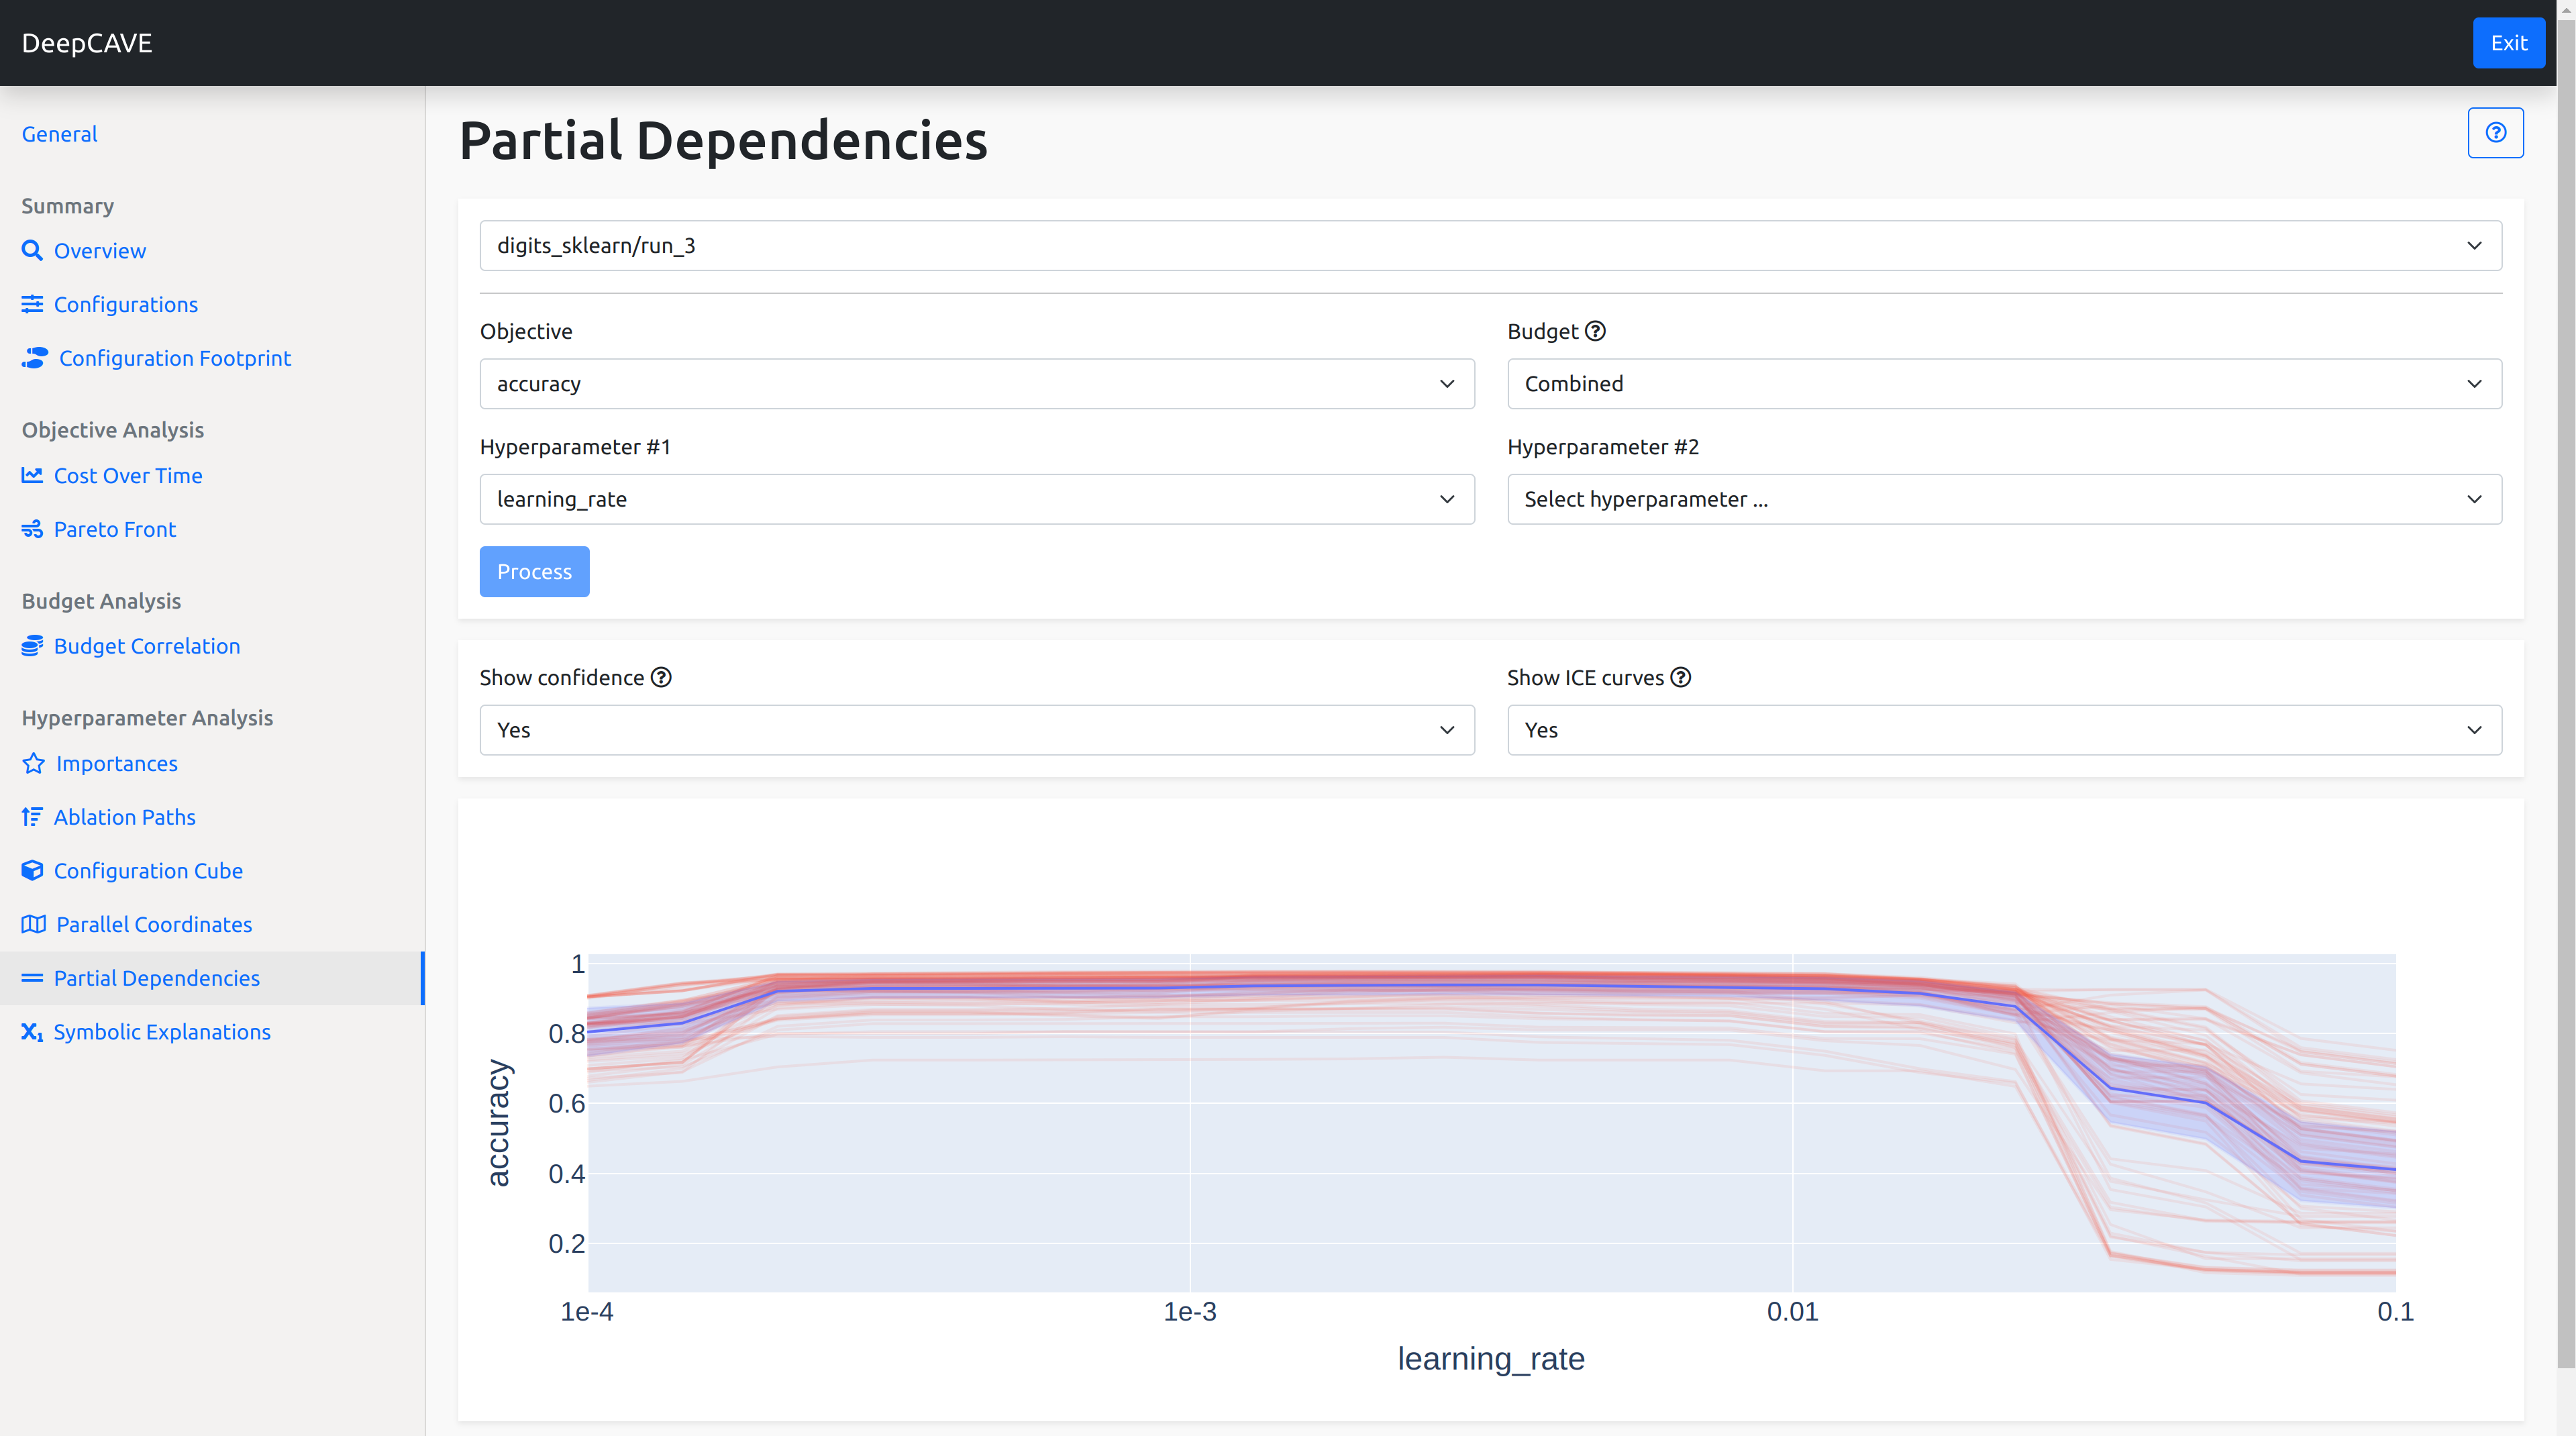 DeepCAVE
Exit
General
Summary
Overview
Configurations
Configuration Footprint
Objective Analysis
Cost Over Time
Pareto Front
Budget Analysis
Budget Correlation
Hyperparameter Analysis
Importances
Ablation Paths
Configuration Cube
Parallel Coordinates
Partial Dependencies
Symbolic Explanations
Partial Dependencies
digits_sklearn/run_3
Objective
Budget
accuracy
Combined
Hyperparameter #1
Hyperparameter #2
learning_rate
Select hyperparameter ...
Process
Show confidence
Show ICE curves
Yes
Yes
1
0.8
0.6
0.4
0.2
accuracy
1e-4
1e-3
0.01
0.1
learning_rate